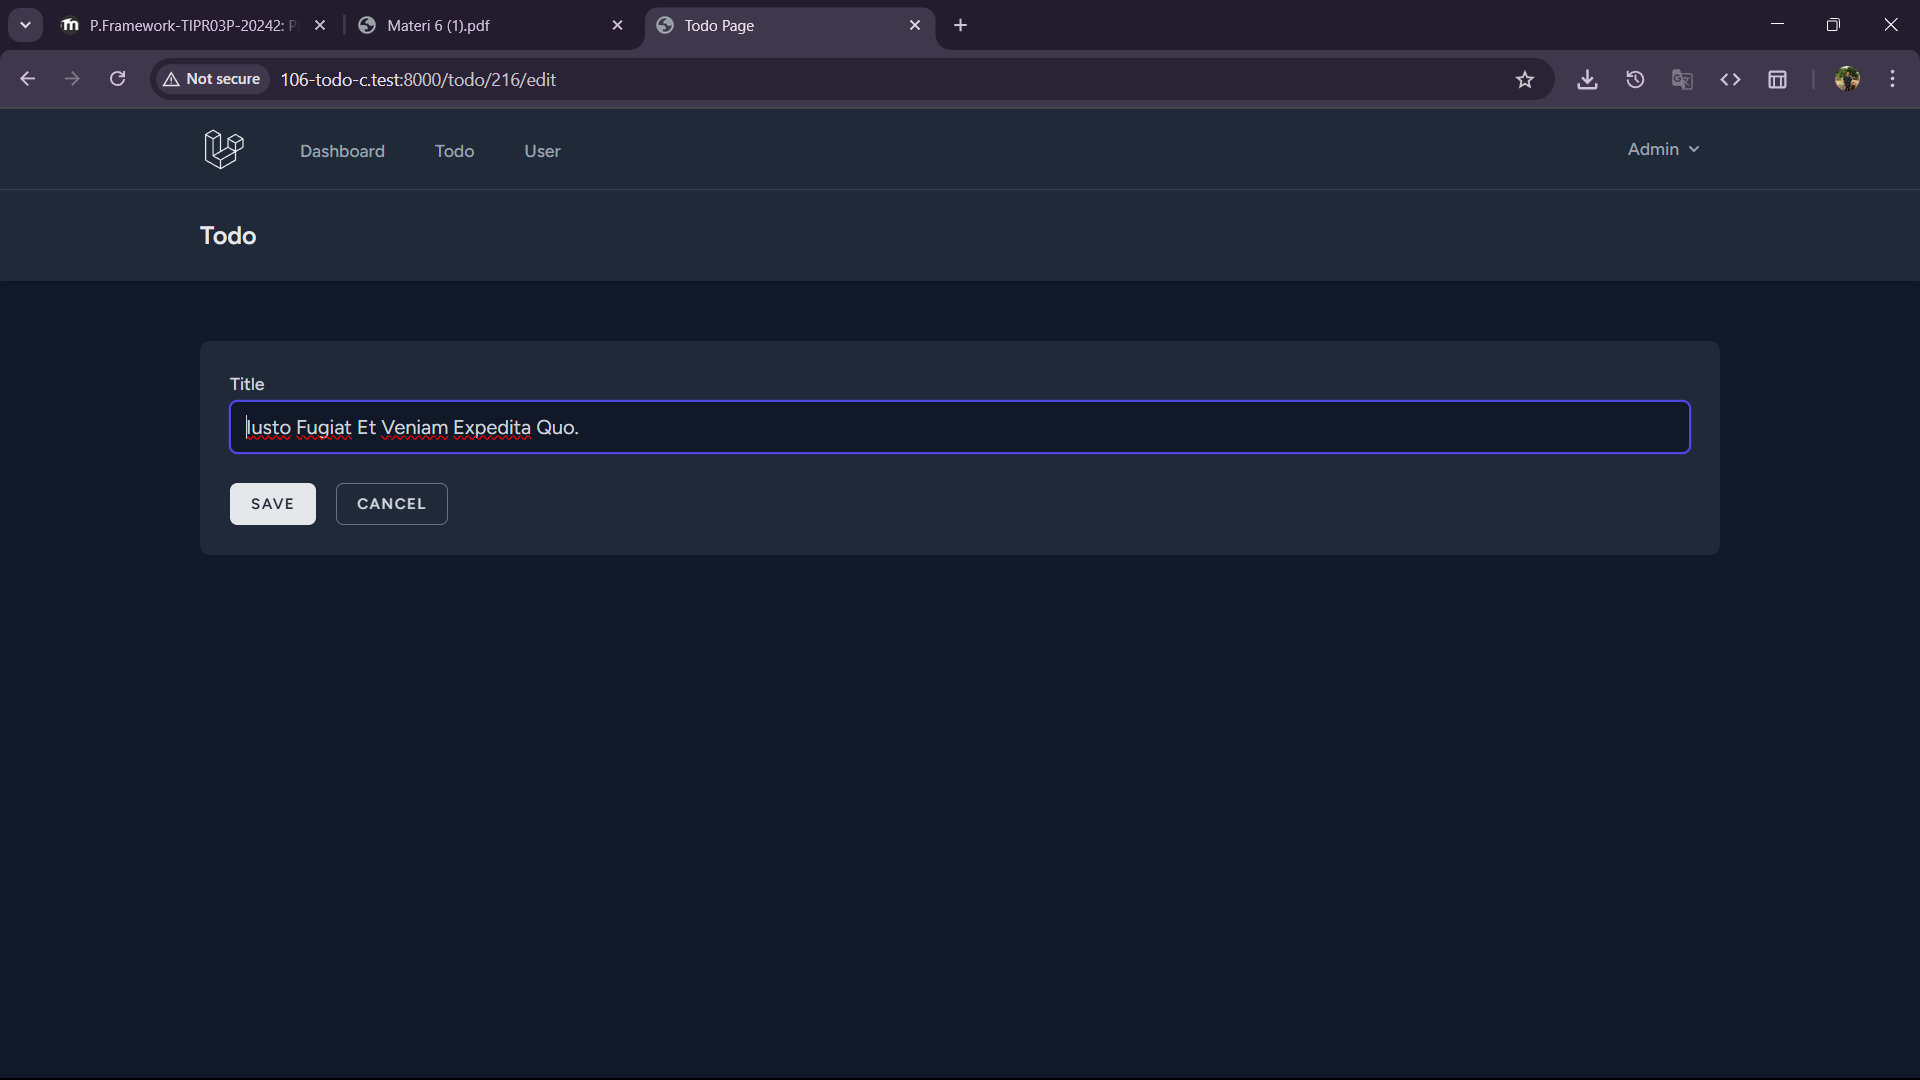 P.Framework-TIPR03P-20242: P
Materi 6 (1).pdf
Todo Page
Not secure
106-todo-c.test:8000/todo/216/edit
Dashboard
Todo
User
Admin
Todo
Title
Iusto Fugiat Et Veniam Expedita Quo.
SAVE
CANCEL